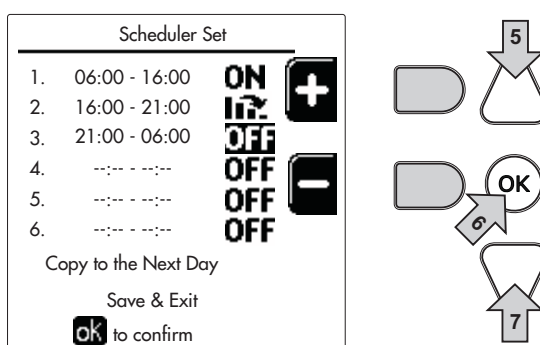 Scheduler Set
1. 06:00 - 16:00 ON
2. 16:00 - 21:00
3. 21:00 - 06:00 OFF
4. --:-- - --:-- OFF
5. --:-- - --:-- OFF
6. --:-- - --:-- OFF
Copy to the Next Day
Save & Exit
ok to confirm
+
-
5
OK
6
7